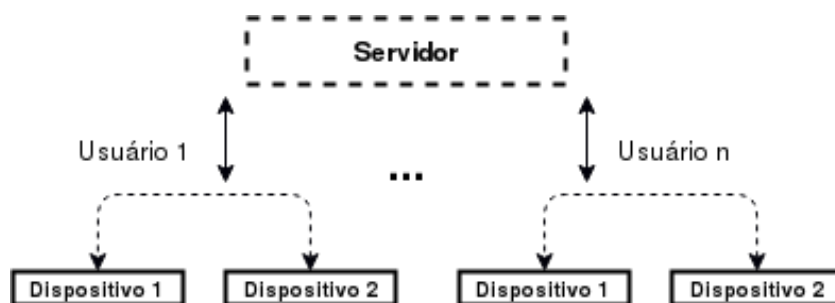 Servidor
Usuário 1
Usuário n
...
Dispositivo 1
Dispositivo 2
Dispositivo 1
Dispositivo 2